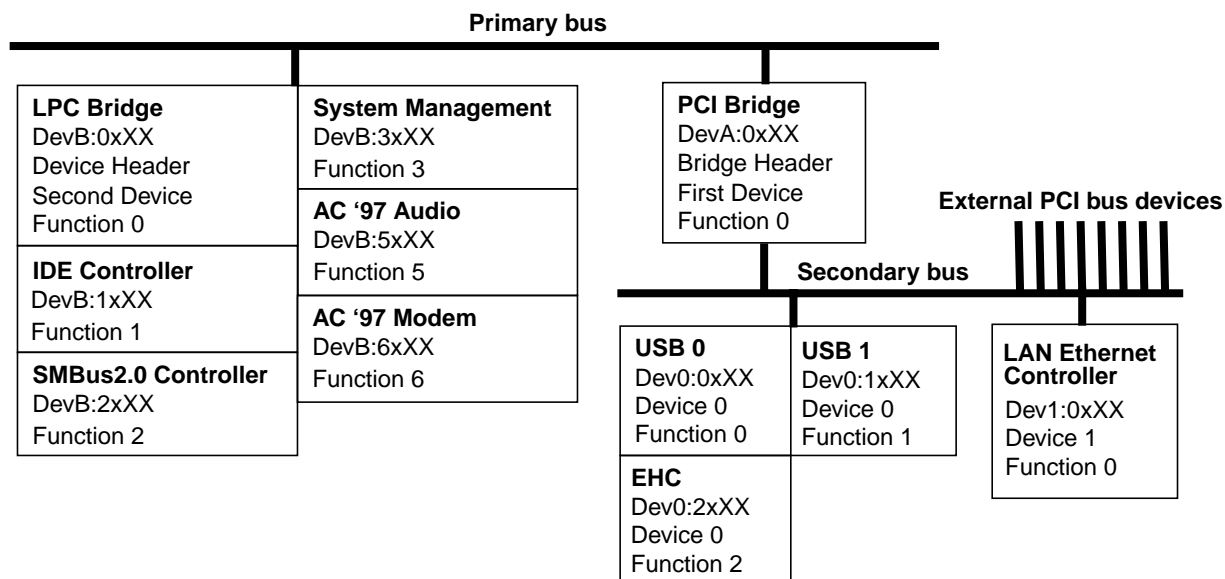 Primary bus
LPC Bridge
DevB:0xXX
Device Header
Second Device
Function 0
IDE Controller
DevB:1xXX
Function 1
SMBus2.0 Controller
DevB:2xXX
Function 2
System Management
DevB:3xXX
Function 3
AC ‘97 Audio
DevB:5xXX
Function 5
AC ‘97 Modem
DevB:6xXX
Function 6
PCI Bridge
DevA:0xXX
Bridge Header
First Device
Function 0
External PCI bus devices
Secondary bus
USB 0
Dev0:0xXX
Device 0
Function 0
USB 1
Dev0:1xXX
Device 0
Function 1
EHC
Dev0:2xXX
Device 0
Function 2
LAN Ethernet
Controller
Dev1:0xXX
Device 1
Function 0